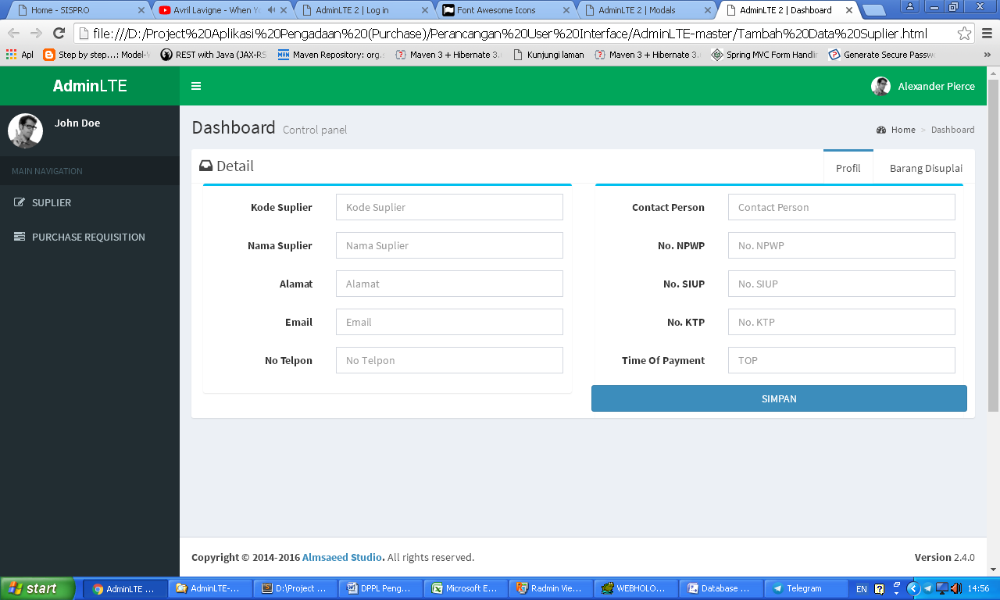 Home - SISPRO
Avril Lavigne - When Yo
AdminLTE 2 | Log in
Font Awesome Icons
AdminLTE 2 | Modals
AdminLTE 2 | Dashboard
file:///D:/Project%20Aplikasi%20Pengadaan%20(Purchase)/Perancangan%20User%20Interface/AdminLTE-master/Tambah%20Data%20Suplier.html
Apl
Step by step...: Model-V
REST with Java (JAX-RS
Maven Repository: org.s
Maven 3 + Hibernate 3.6
Kunjungi laman
Maven 3 + Hibernate 3.6
Spring MVC Form Handlin
Generate Secure Passwo
»
AdminLTE
Alexander Pierce
John Doe
MAIN NAVIGATION
SUPLIER
PURCHASE REQUISITION
Dashboard Control panel
Home > Dashboard
Detail
Profil
Barang Disuplai
Kode Suplier Kode Suplier
Nama Suplier Nama Suplier
Alamat Alamat
Email Email
No Telpon No Telpon
Contact Person Contact Person
No. NPWP No. NPWP
No. SIUP No. SIUP
No. KTP No. KTP
Time Of Payment TOP
SIMPAN
Copyright © 2014-2016 Almsaeed Studio. All rights reserved.
Version 2.4.0
start
AdminLTE ...
AdminLTE-...
D:\Project ...
DPPL Peng...
Microsoft E...
Radmin Vie...
WEBHOLO...
Database ...
Telegram
EN
14:56